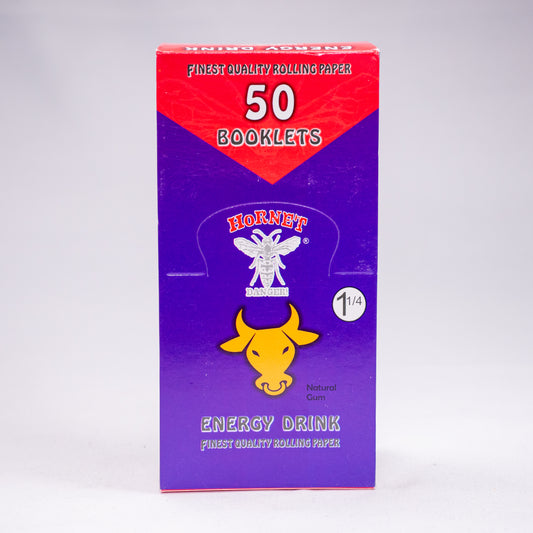 ENERGY DRINK
FINEST QUALITY ROLLING PAPER
50
BOOKLETS
HORNET
®
DANGER!
1 1/4
Natural
Gum
ENERGY DRINK
FINEST QUALITY ROLLING PAPER